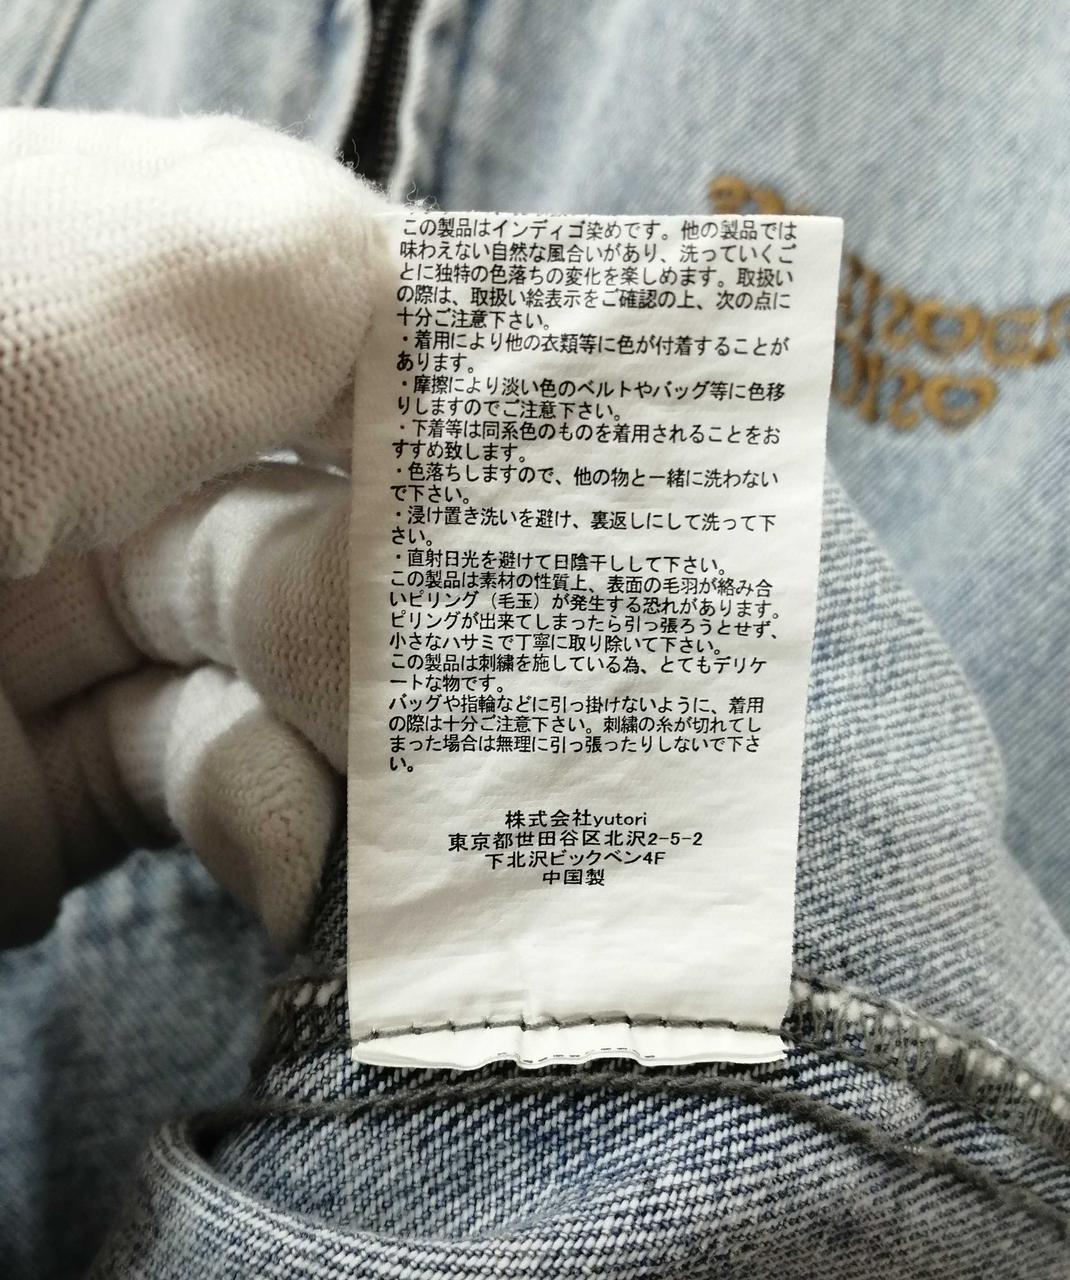 この製品はインディゴ染めです。他の製品では
味わえない自然な風合いがあり、洗っていくご
とに独特の色落ちの変化を楽しめます。取扱い
の際は、取扱い絵表示をご確認の上、次の点に
十分ご注意下さい。
・着用により他の衣類等に色が付着することが
あります。
・摩擦により淡い色のベルトやバッグ等に色移
りしますのでご注意下さい。
・下着等は同系色のものを着用されることをお
すすめ致します。
・色落ちしますので、他の物と一緒に洗わない
で下さい。
・浸け置き洗いを避け、裏返しにして洗って下
さい。
・直射日光を避けて日陰干しして下さい。
この製品は素材の性質上、表面の毛羽が絡み合
いピリング（毛玉）が発生する恐れがあります。
ピリングが出来てしまったら引っ張ろうとせず、
小さなハサミで丁寧に取り除いて下さい。
この製品は刺繍を施している為、とてもデリケ
ートな物です。
バッグや指輪などに引っ掛けないように、着用
の際は十分ご注意下さい。刺繍の糸が切れてし
まった場合は無理に引っ張ったりしないで下さ
い。
株式会社yutori
東京都世田谷区北沢2-5-2
下北沢ビックベン4F
中国製